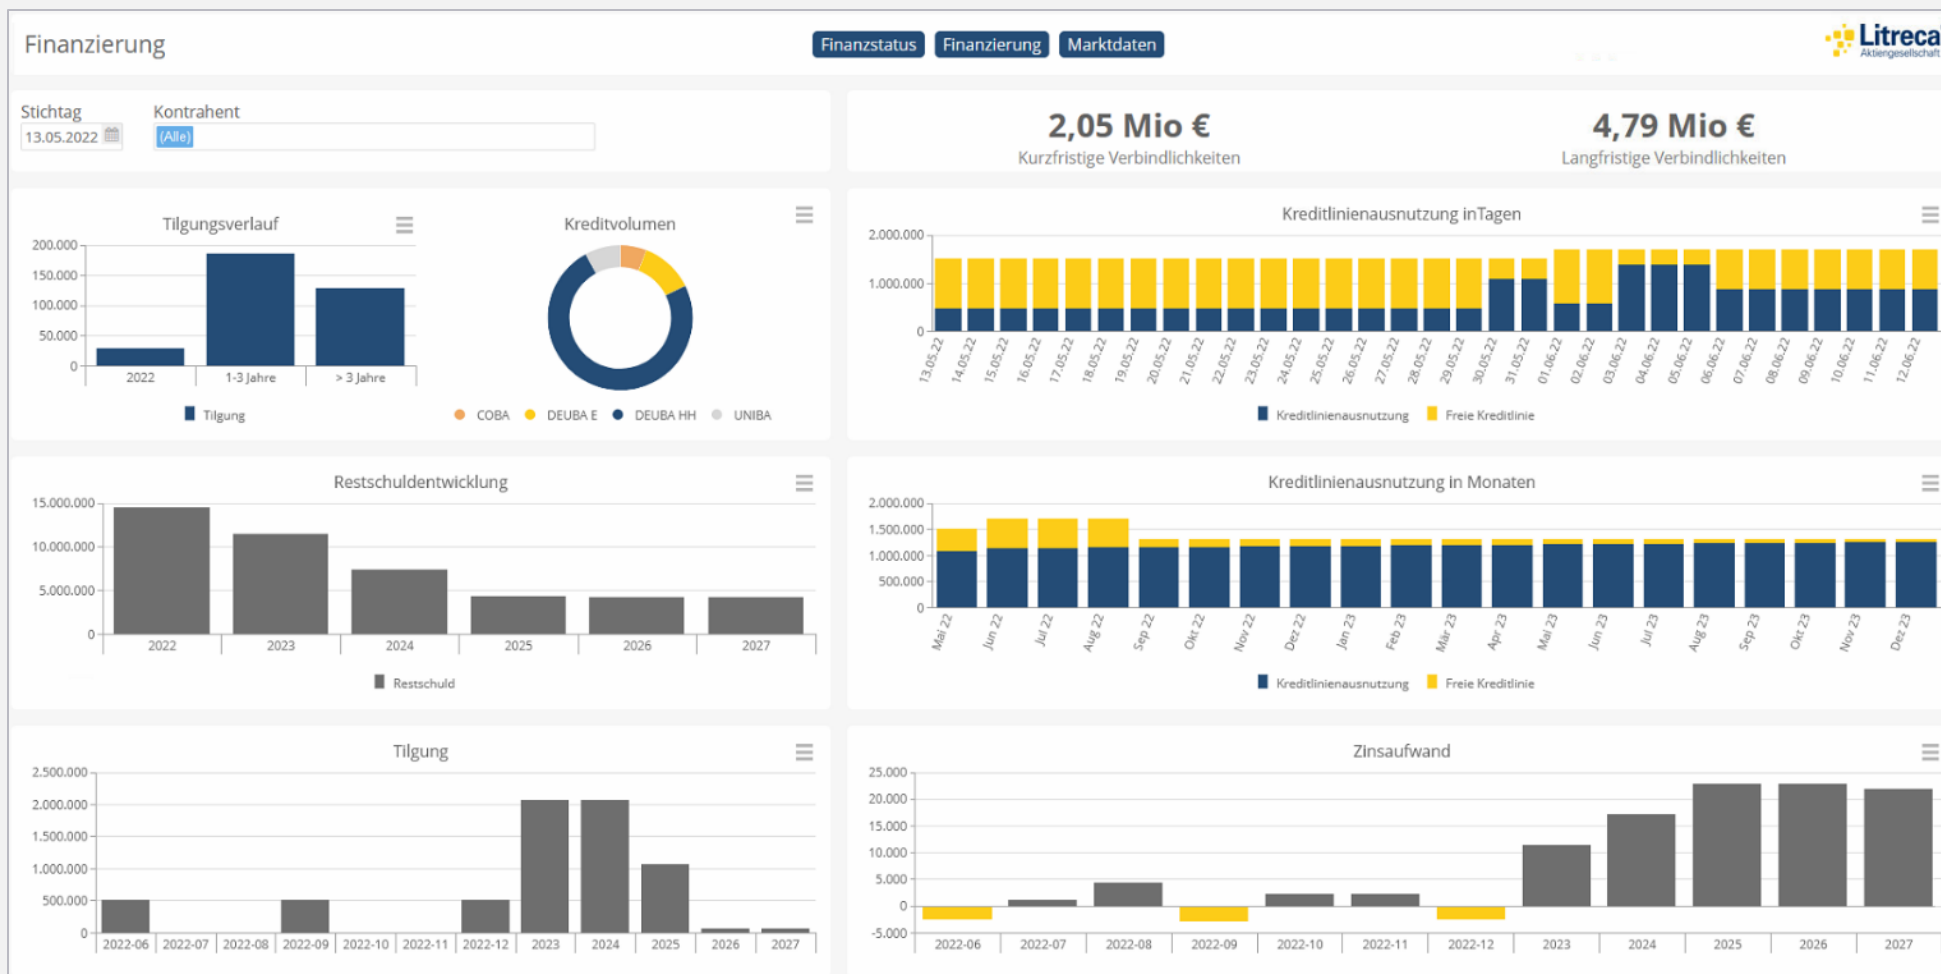 Finanzierung
Finanzstatus Finanzierung Marktdaten
Litreca
Aktiengesellschaft
Stichtag
13.05.2022
Kontrahent
(Alle)
2,05 Mio €
Kurzfristige Verbindlichkeiten
4,79 Mio €
Langfristige Verbindlichkeiten
Tilgungsverlauf
200.000
150.000
100.000
50.000
0
2022 1-3 Jahre > 3 Jahre
Tilgung
Kreditvolumen
COBA DEUBA E DEUBA HH UNIBA
Kreditlinienausnutzung inTagen
2.000.000
1.000.000
0
13.05.22 14.05.22 15.05.22 16.05.22 17.05.22 18.05.22 19.05.22 20.05.22 21.05.22 22.05.22 23.05.22 24.05.22 25.05.22 26.05.22 27.05.22 28.05.22 29.05.22 30.05.22 31.05.22 01.06.22 02.06.22 03.06.22 04.06.22 05.06.22 06.06.22 07.06.22 08.06.22 09.06.22 10.06.22 11.06.22 12.06.22
Kreditlinienausnutzung Freie Kreditlinie
Restschuldentwicklung
15.000.000
10.000.000
5.000.000
0
2022 2023 2024 2025 2026 2027
Restschuld
Kreditlinienausnutzung in Monaten
2.000.000
1.500.000
1.000.000
500.000
0
Mai 22 Jun 22 Jul 22 Aug 22 Sep 22 Okt 22 Nov 22 Dez 22 Jan 23 Feb 23 Mär 23 Apr 23 Mai 23 Jun 23 Jul 23 Aug 23 Sep 23 Okt 23 Nov 23 Dez 23
Kreditlinienausnutzung Freie Kreditlinie
Tilgung
2.500.000
2.000.000
1.500.000
1.000.000
500.000
0
2022-06 2022-07 2022-08 2022-09 2022-10 2022-11 2022-12 2023 2024 2025 2026 2027
Zinsaufwand
25.000
20.000
15.000
10.000
5.000
0
-5.000
2022-06 2022-07 2022-08 2022-09 2022-10 2022-11 2022-12 2023 2024 2025 2026 2027